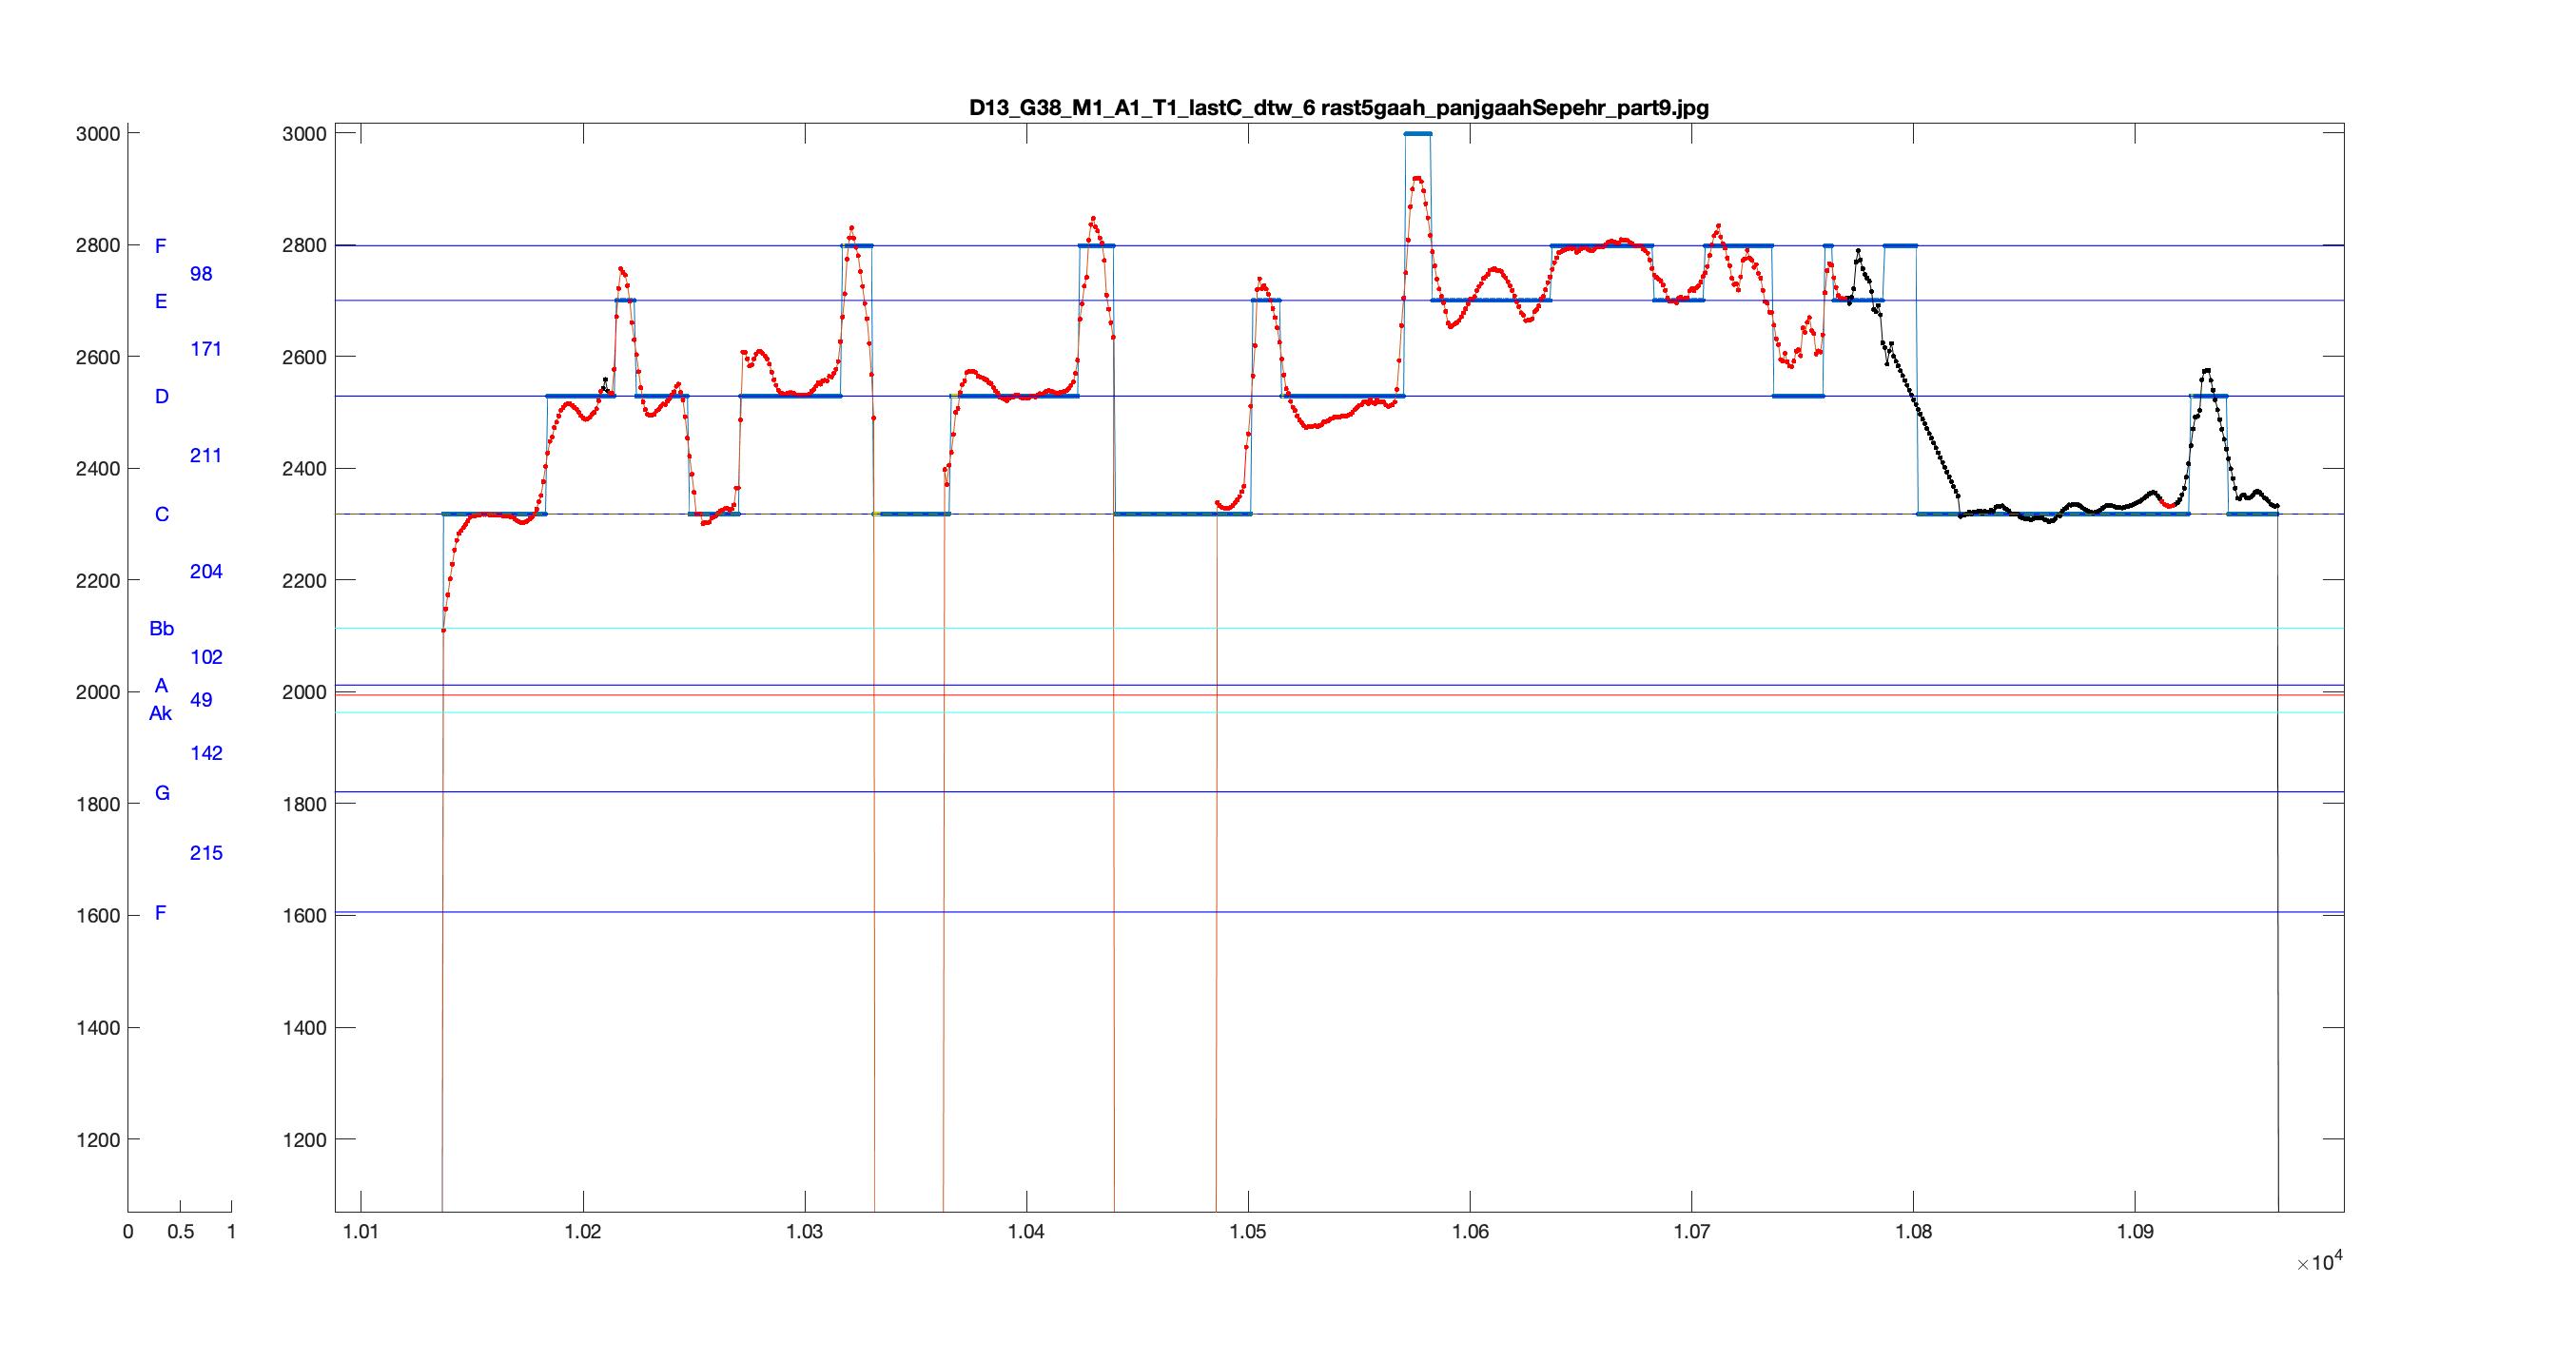 D13_G38_M1_A1_T1_lastC_dtw_6 rast5gaah_panjgaahSepehr_part9.jpg
3000 3000
2800 F 2800
98
E
171
2600 2600
D
211
2400 2400
C
204
2200 2200
Bb
102
A
2000 49 2000
Ak
142
G
1800 1800
215
1600 F 1600
1400 1400
1200 1200
0 0.5 1 1.01 1.02 1.03 1.04 1.05 1.06 1.07 1.08 1.09
×10⁴